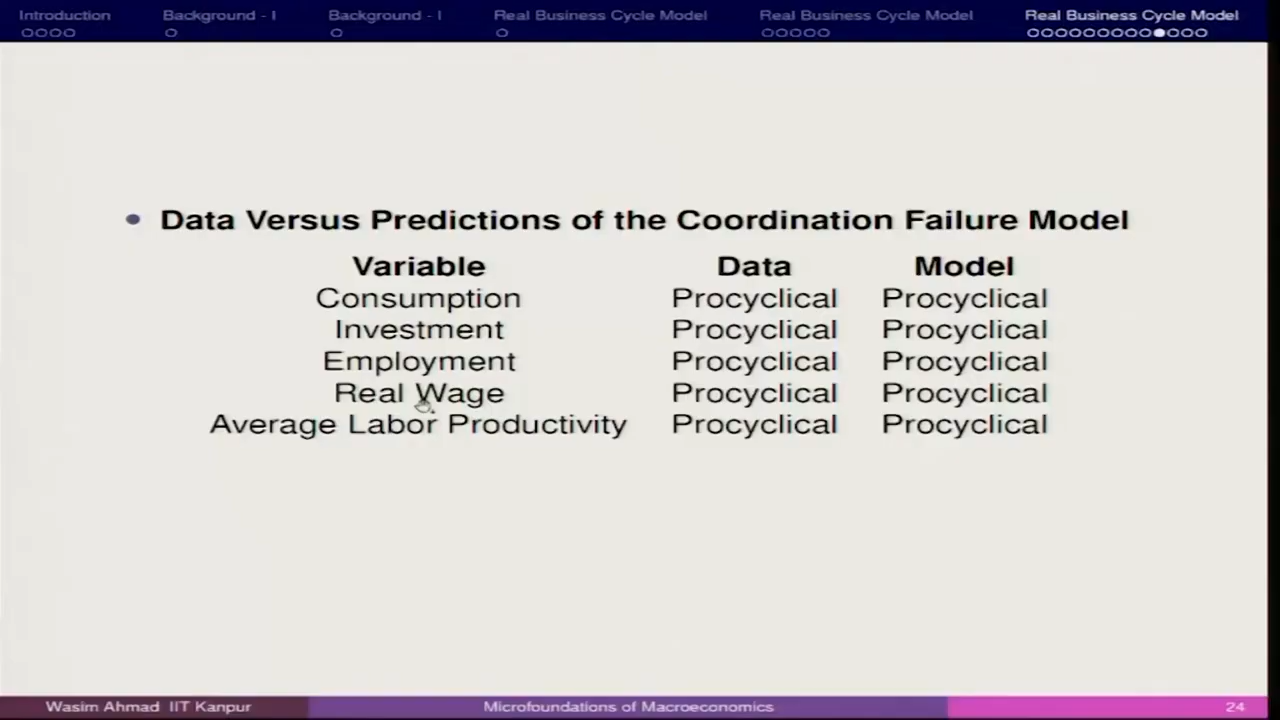 Introduction Background - I Background - I Real Business Cycle Model Real Business Cycle Model Real Business Cycle Model
Data Versus Predictions of the Coordination Failure Model
Variable Data Model
Consumption Procyclical Procyclical
Investment Procyclical Procyclical
Employment Procyclical Procyclical
Real Wage Procyclical Procyclical
Average Labor Productivity Procyclical Procyclical
Wasim Ahmad IIT Kanpur Microfoundations of Macroeconomics 24